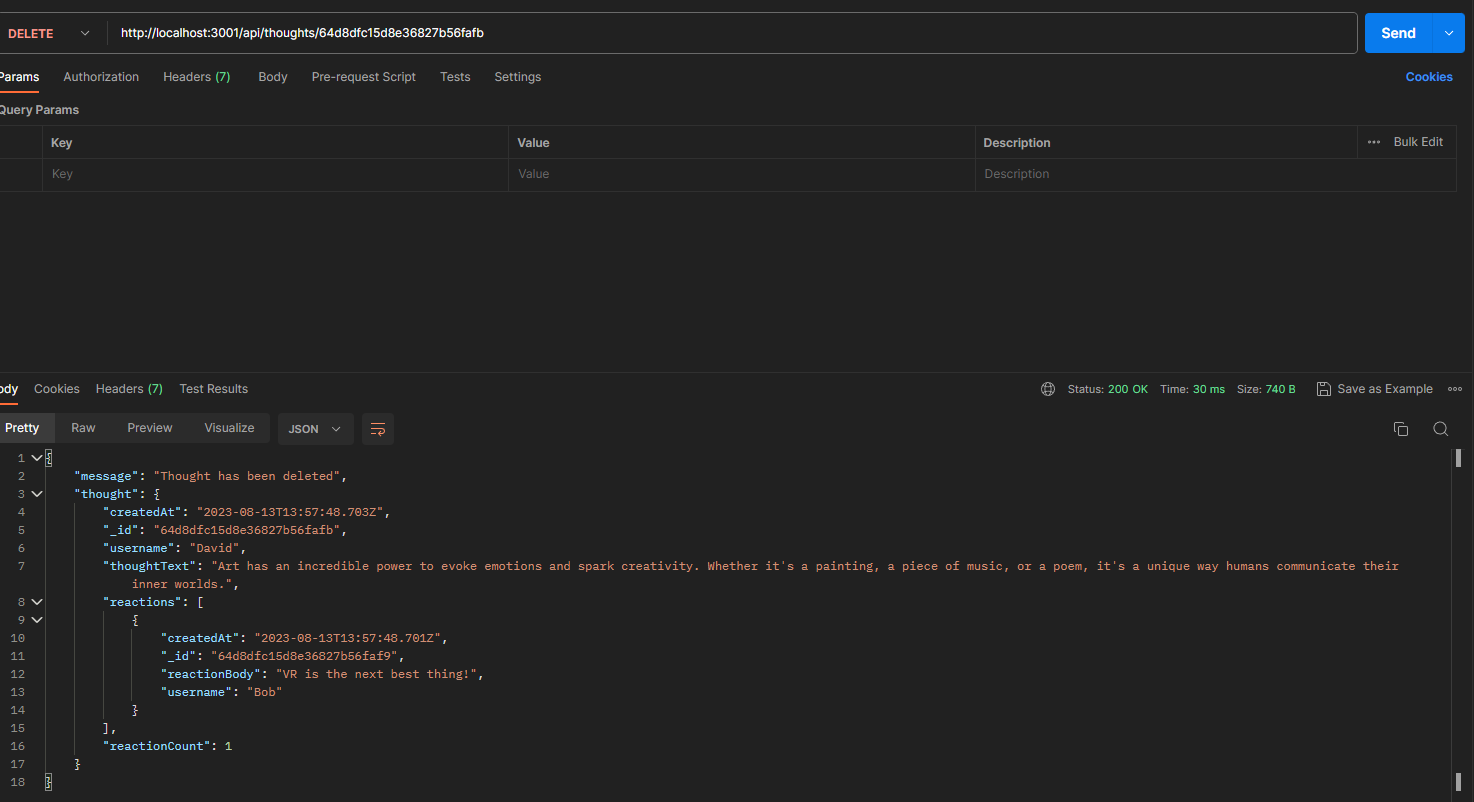 DELETE http://localhost:3001/api/thoughts/64d8dfc15d8e36827b56fafb Send
Params Authorization Headers (7) Body Pre-request Script Tests Settings Cookies
Query Params
Key Value Description ••• Bulk Edit
Key Value Description
Body Cookies Headers (7) Test Results Status: 200 OK Time: 30 ms Size: 740 B Save as Example
Pretty Raw Preview Visualize JSON
1 {
2 "message": "Thought has been deleted",
3 "thought": {
4 "createdAt": "2023-08-13T13:57:48.703Z",
5 "_id": "64d8dfc15d8e36827b56fafb",
6 "username": "David",
7 "thoughtText": "Art has an incredible power to evoke emotions and spark creativity. Whether it's a painting, a piece of music, or a poem, it's a unique way humans communicate their
inner worlds.",
8 "reactions": [
9 {
10 "createdAt": "2023-08-13T13:57:48.701Z",
11 "_id": "64d8dfc15d8e36827b56faf9",
12 "reactionBody": "VR is the next best thing!",
13 "username": "Bob"
14 }
15 ],
16 "reactionCount": 1
17 }
18 }